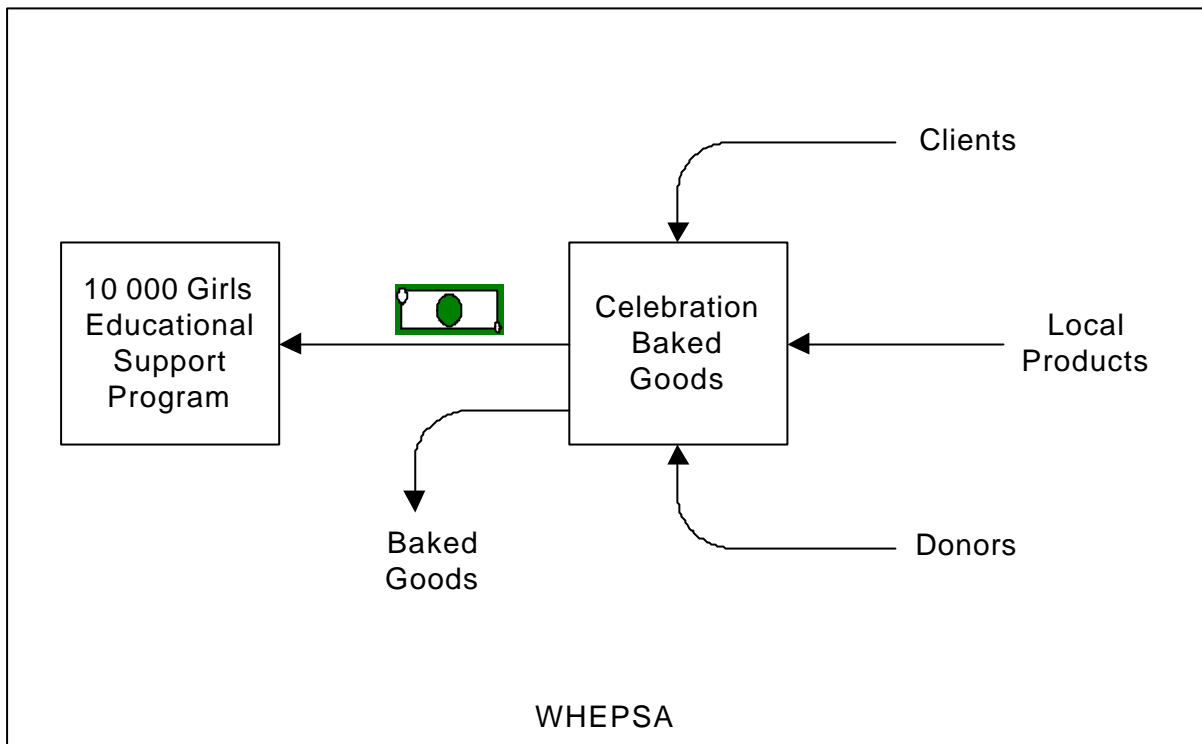 Clients
10 000 Girls
Educational
Support
Program
Celebration
Baked
Goods
Local
Products
Baked
Goods
Donors
WHEPSA